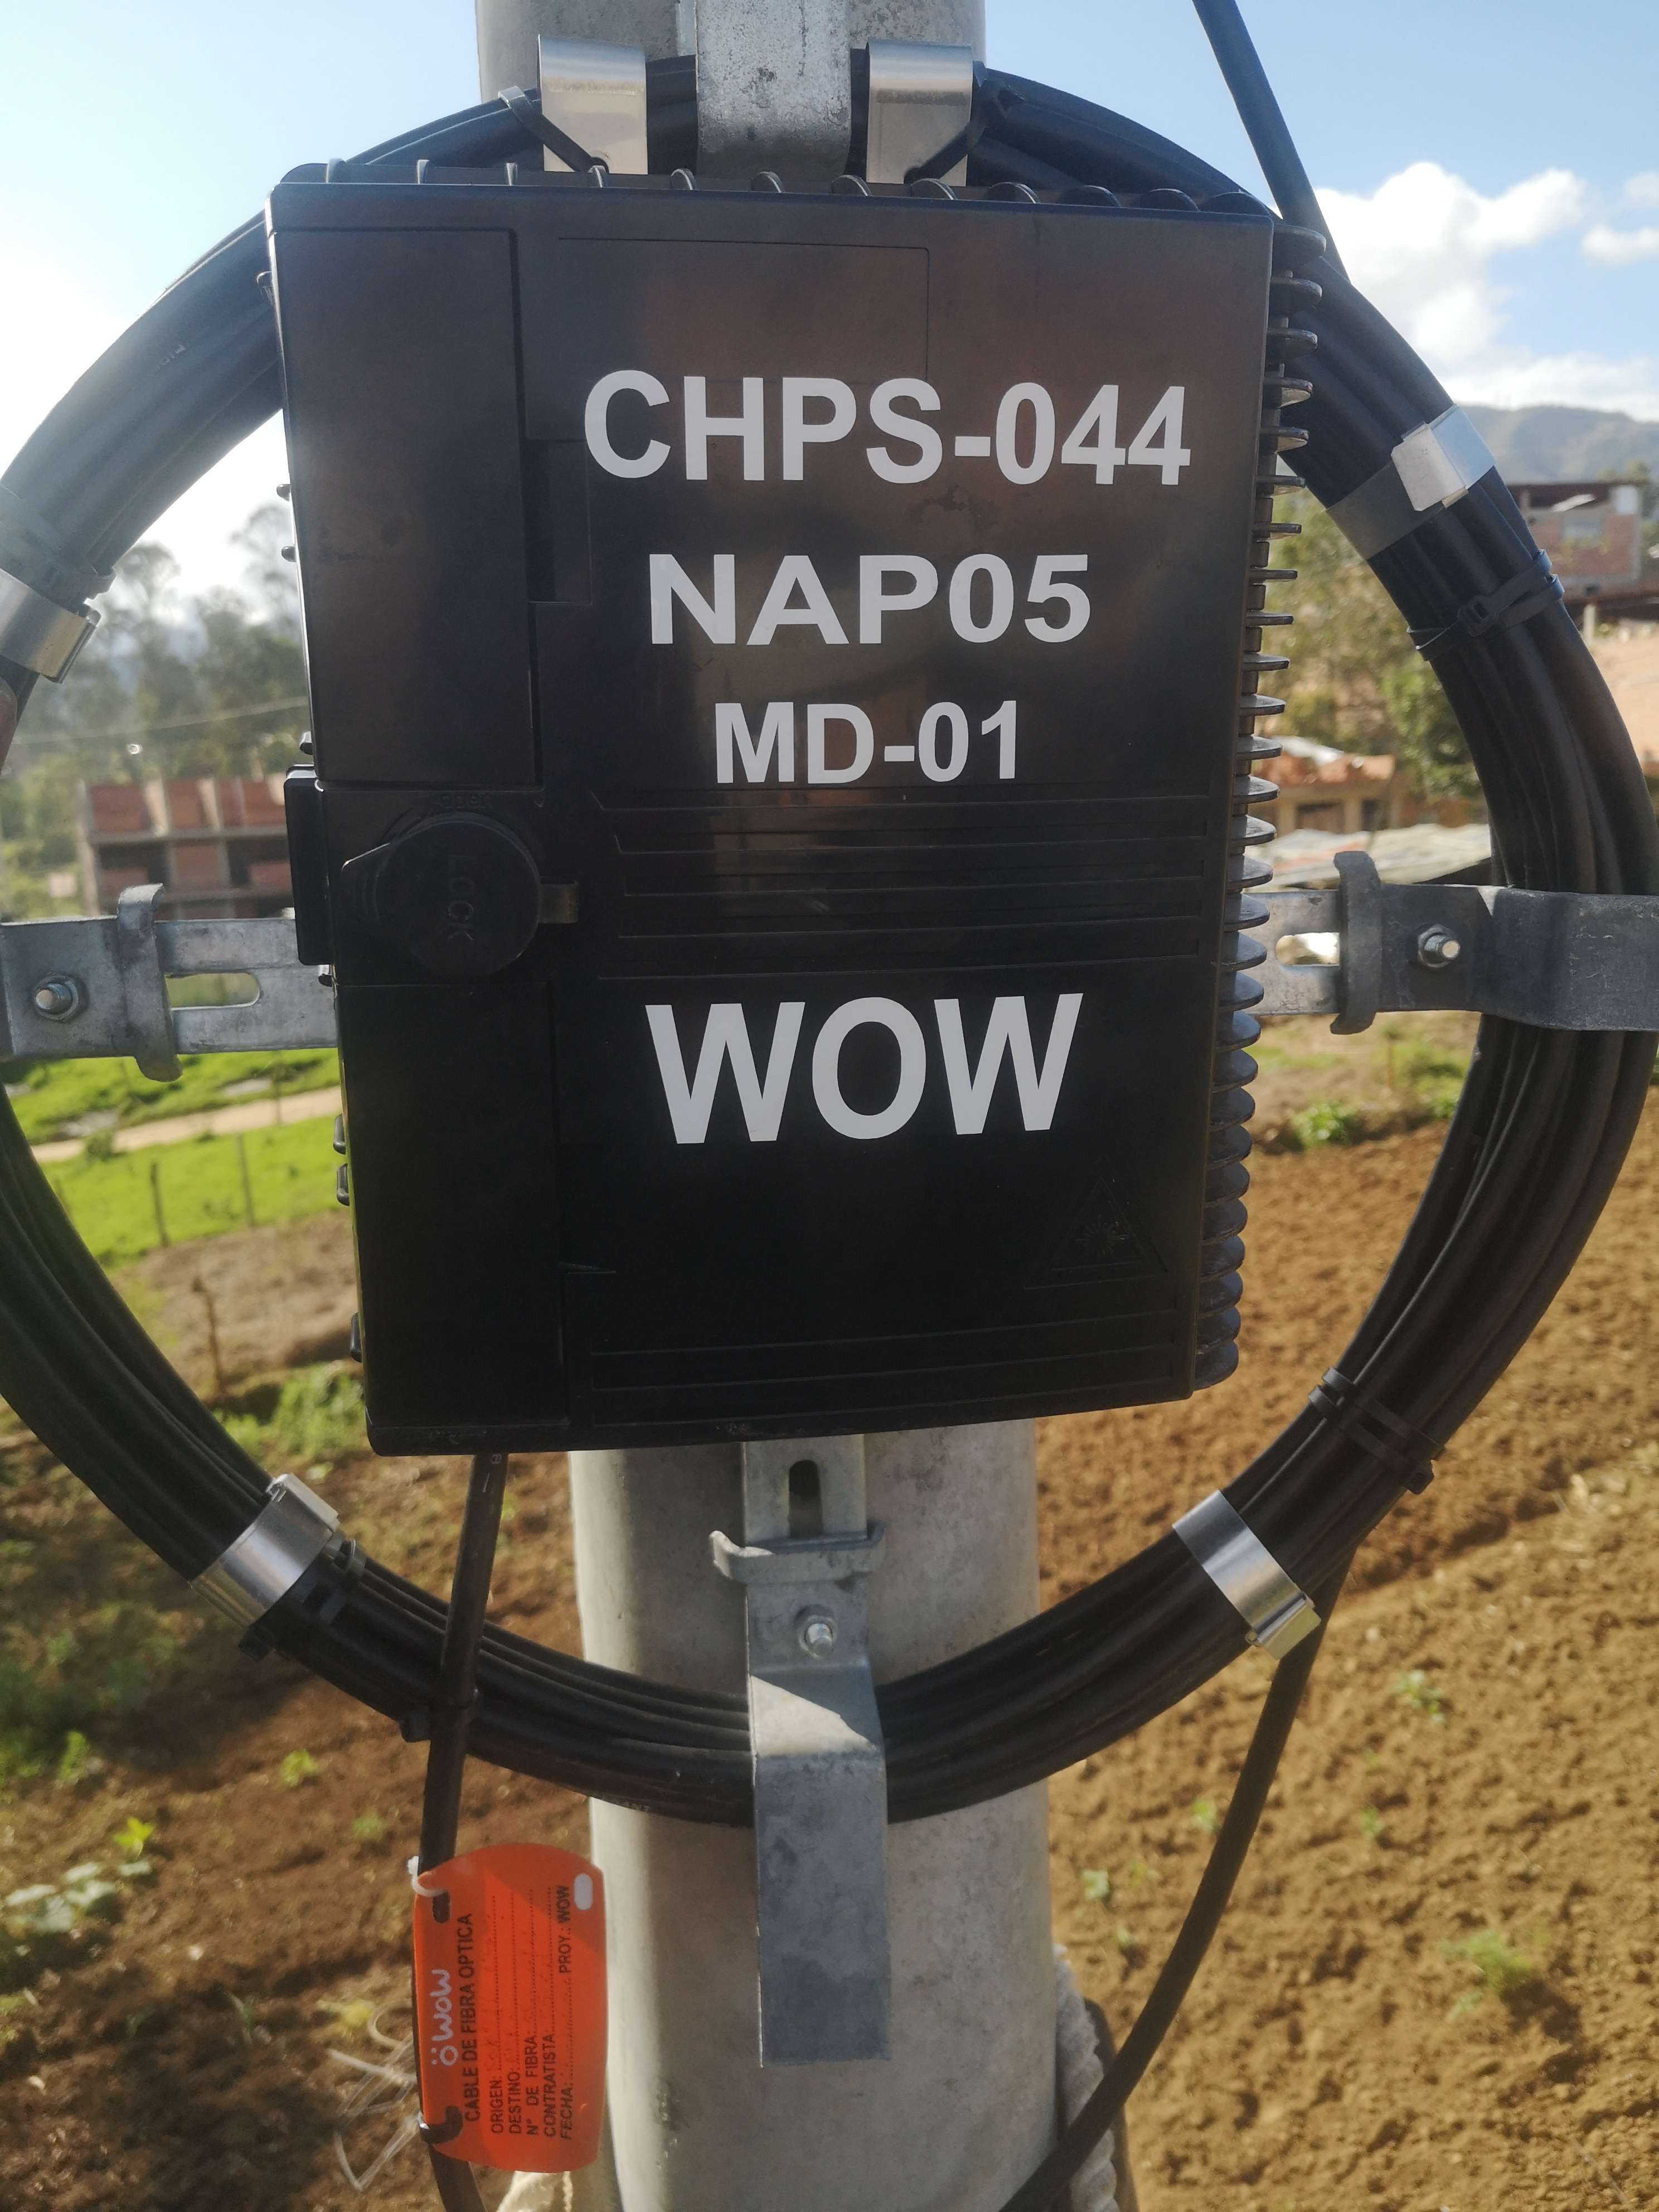 CHPS-044
NAP05
MD-01
LOCK
WOW
wow
CABLE DE FIBRA OPTICA
ORIGEN:
DESTINO
N° DE FIBRA
CONTRATISTA
FECHA: PROY.: WOW